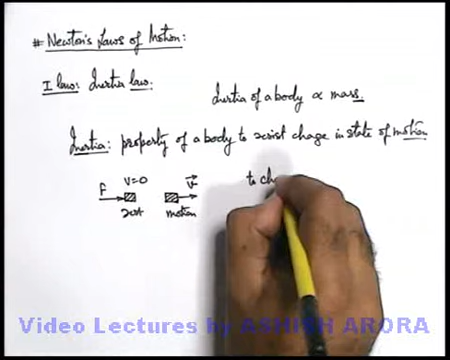 # Newton's Laws of Motion:
I law: Inertia law:
Inertia of a body ∝ mass.
Inertia: property of a body to resist change in state of motion
F v=0 v⃗ to ch
rest motion
Video Lectures by ASHISH ARORA